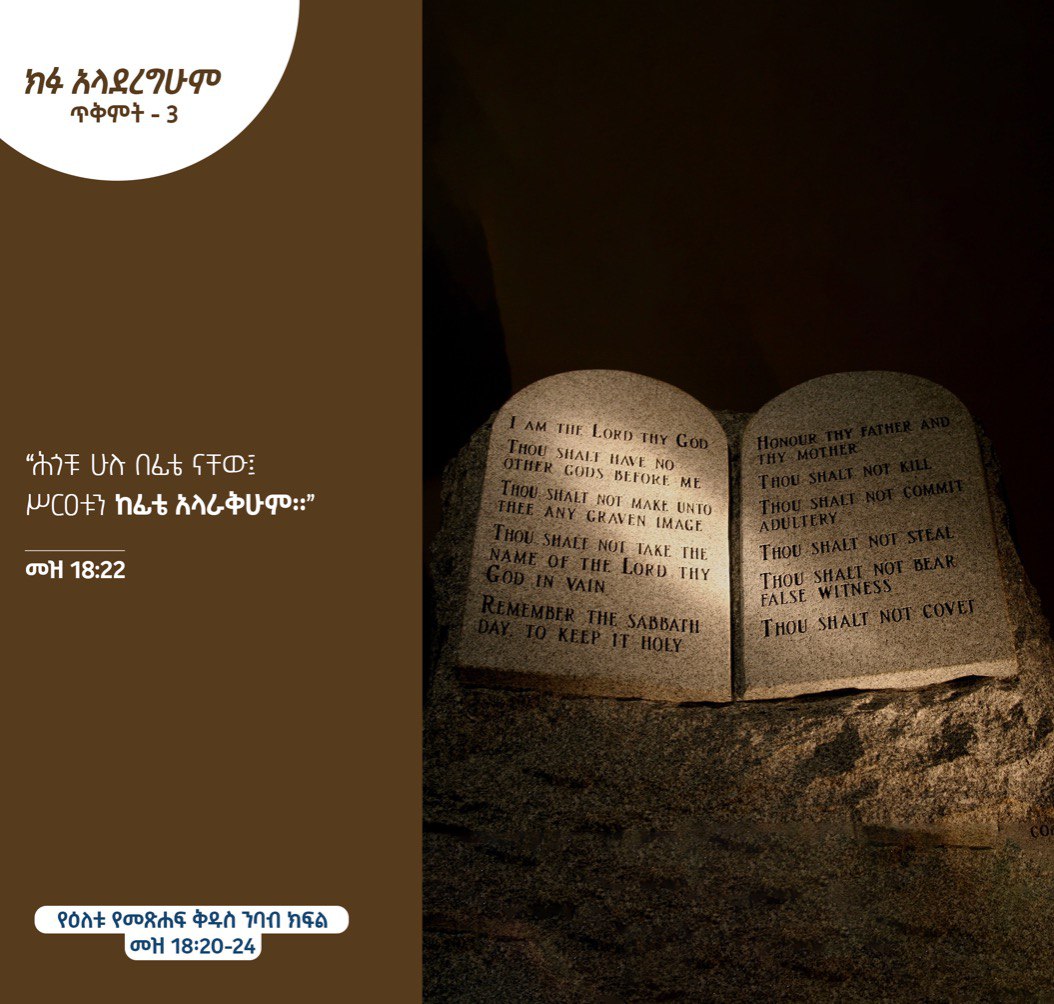 ክፉ አላደረግሁም
ጥቅምት - 3
“ሕጎቹ ሁሉ በፊቴ ናቸው፤
ሥርዐቱን ከፊቴ አላራቅሁም።”
መዝ 18:22
የዕለቱ የመጽሐፍ ቅዱስ ንባብ ክፍል
መዝ 18፡20-24
I AM THE LORD THY GOD
THOU SHALT HAVE NO
OTHER GODS BEFORE ME
THOU SHALT NOT MAKE UNTO
THEE ANY GRAVEN IMAGE
THOU SHALT NOT TAKE THE
NAME OF THE LORD THY
GOD IN VAIN
REMEMBER THE SABBATH
DAY, TO KEEP IT HOLY
HONOUR THY FATHER AND
THY MOTHER
THOU SHALT NOT KILL
THOU SHALT NOT COMMIT
ADULTERY
THOU SHALT NOT STEAL
THOU SHALT NOT BEAR
FALSE WITNESS
THOU SHALT NOT COVET